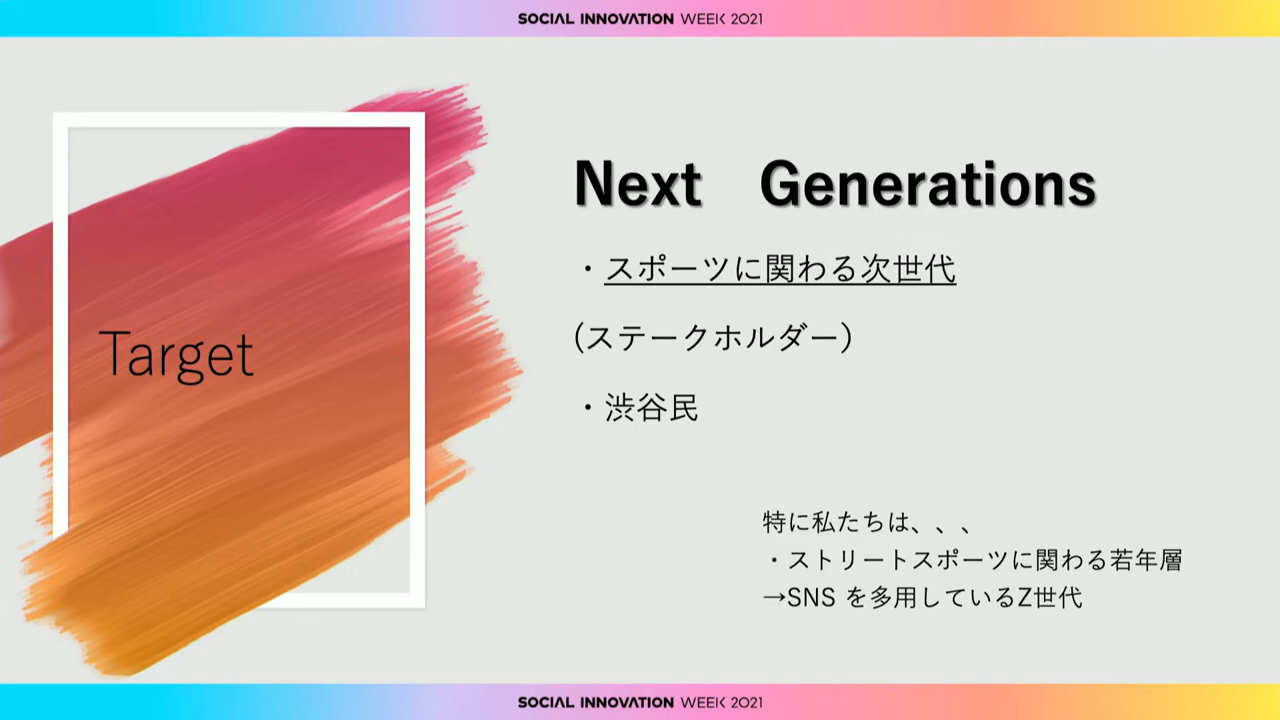 SOCIAL INNOVATION WEEK 2021
Target
Next　Generations
・スポーツに関わる次世代
(ステークホルダー)
・渋谷民
特に私たちは、、、
・ストリートスポーツに関わる若年層
→SNS を多用しているZ世代
SOCIAL INNOVATION WEEK 2021